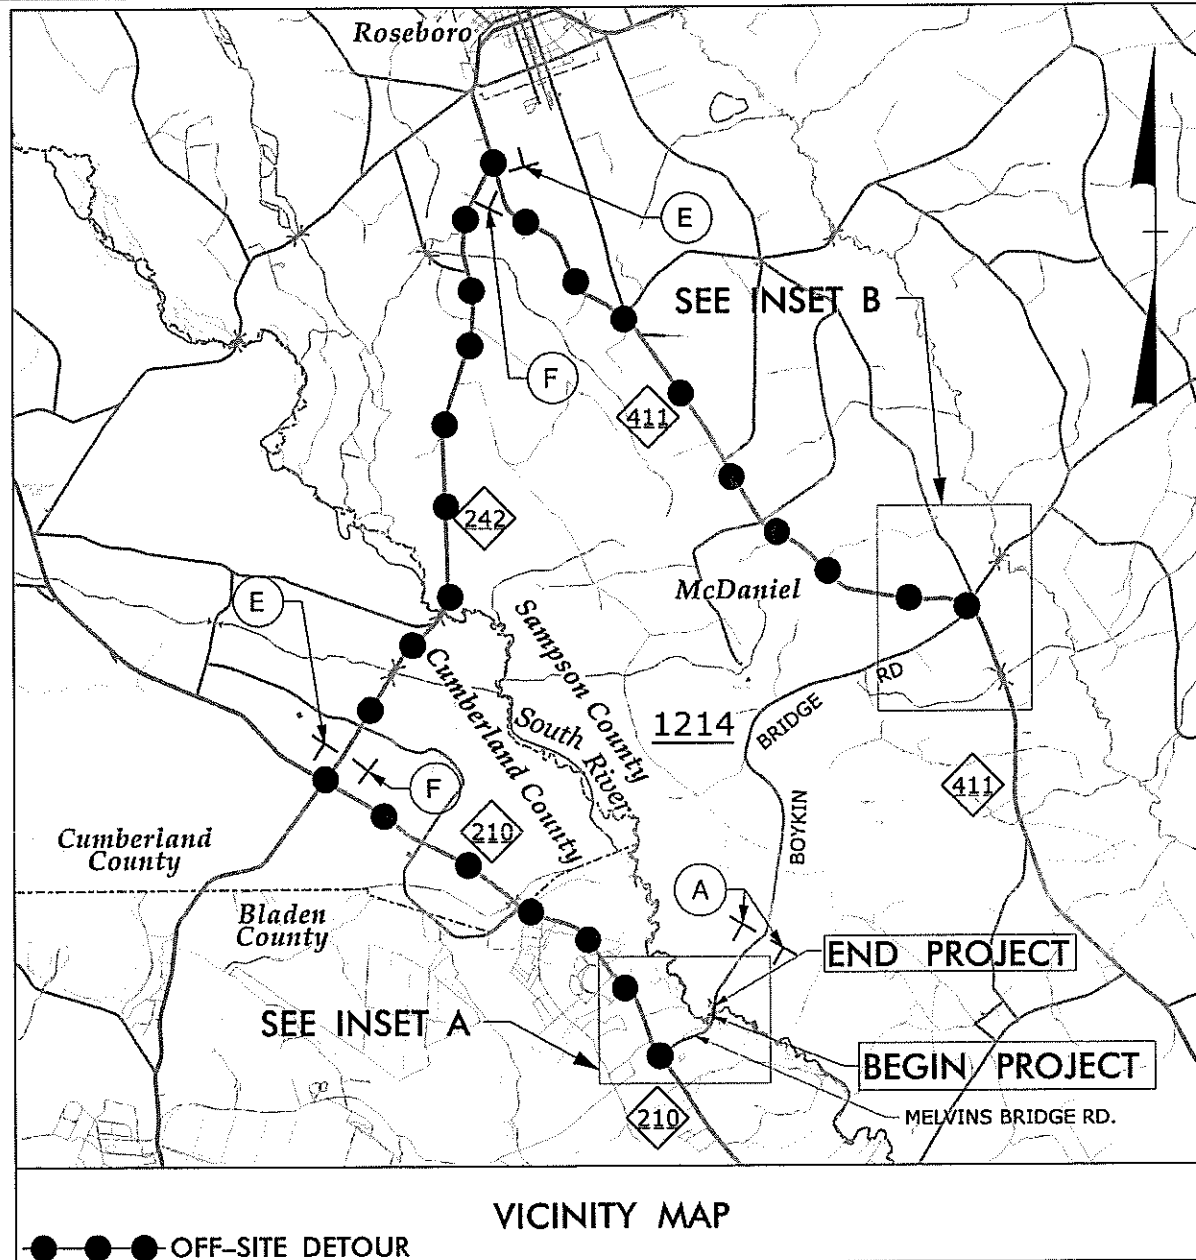 Roseboro
E
SEE INSET B
F
411
242
McDaniel
E
Sampson County
Cumberland County
South River
RD
1214
BRIDGE
411
F
210
BOYKIN
Cumberland
County
A
Bladen
County
END PROJECT
SEE INSET A
BEGIN PROJECT
210
MELVINS BRIDGE RD.
VICINITY MAP
OFF-SITE DETOUR